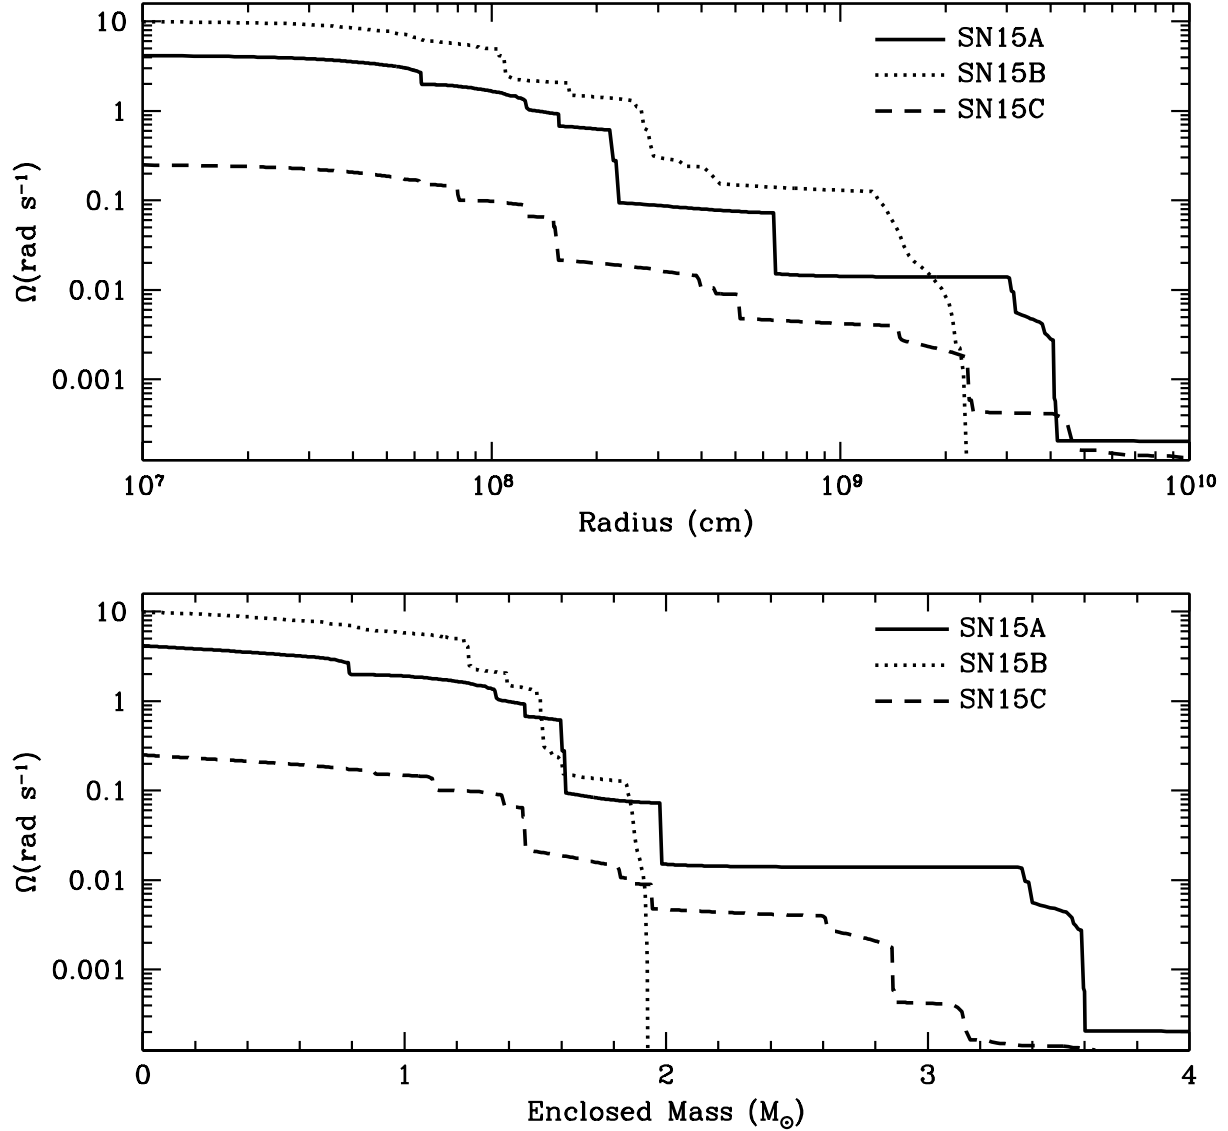 10
1
0.1
0.01
0.001
Ω(rad s⁻¹)
SN15A
SN15B
SN15C
10⁷ 10⁸ 10⁹ 10¹⁰
Radius (cm)
10
1
0.1
0.01
0.001
Ω(rad s⁻¹)
SN15A
SN15B
SN15C
0 1 2 3 4
Enclosed Mass (M☉)